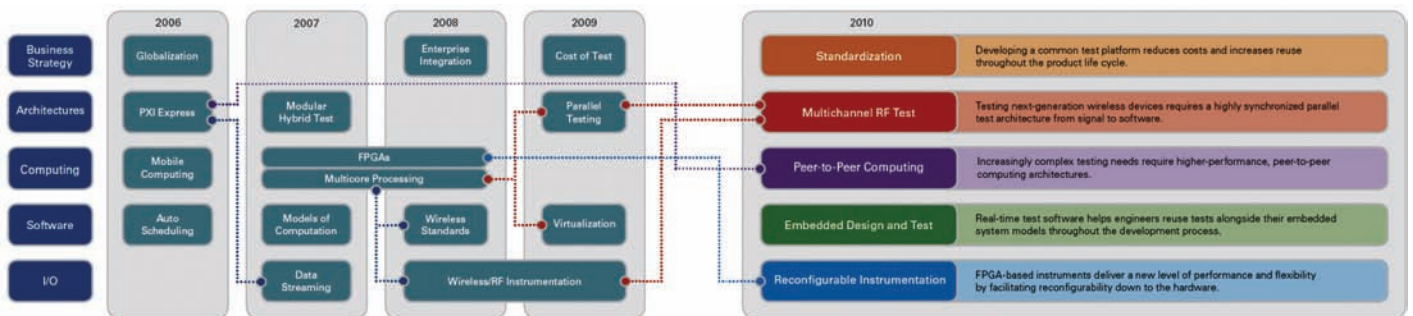 2006
2007
2008
2009
2010
Business
Strategy
Globalization
Enterprise
Integration
Cost of Test
Standardization
Developing a common test platform reduces costs and increases reuse
throughout the product life cycle.
Architectures
PXI Express
Modular
Hybrid Test
Parallel
Testing
Multichannel RF Test
Testing next-generation wireless devices requires a highly synchronized parallel
test architecture from signal to software.
Computing
Mobile
Computing
FPGAs
Multicore Processing
Peer-to-Peer Computing
Increasingly complex testing needs require higher-performance, peer-to-peer
computing architectures.
Software
Auto
Scheduling
Models of
Computation
Wireless
Standards
Virtualization
Embedded Design and Test
Real-time test software helps engineers reuse tests alongside their embedded
system models throughout the development process.
I/O
Data
Streaming
Wireless/RF Instrumentation
Reconfigurable Instrumentation
FPGA-based instruments deliver a new level of performance and flexibility
by facilitating reconfigurability down to the hardware.